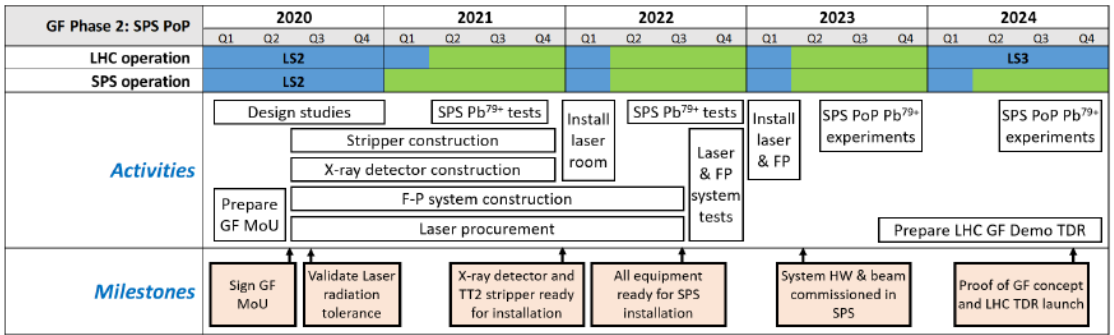 GF Phase 2: SPS PoP 2020 2021 2022 2023 2024
Q1 Q2 Q3 Q4 Q1 Q2 Q3 Q4 Q1 Q2 Q3 Q4 Q1 Q2 Q3 Q4 Q1 Q2 Q3 Q4
LHC operation LS2 LS3
SPS operation LS2
Activities
Design studies
SPS Pb⁷⁹⁺ tests
Install
laser
room
SPS Pb⁷⁹⁺ tests
Install
laser
& FP
SPS PoP Pb⁷⁹⁺
experiments
SPS PoP Pb⁷⁹⁺
experiments
Stripper construction
X-ray detector construction
Laser
& FP
system
tests
Prepare
GF MoU
F-P system construction
Laser procurement
Prepare LHC GF Demo TDR
Milestones
Sign GF
MoU
Validate Laser
radiation
tolerance
X-ray detector and
TT2 stripper ready
for installation
All equipment
ready for SPS
installation
System HW & beam
commissioned in
SPS
Proof of GF concept
and LHC TDR launch